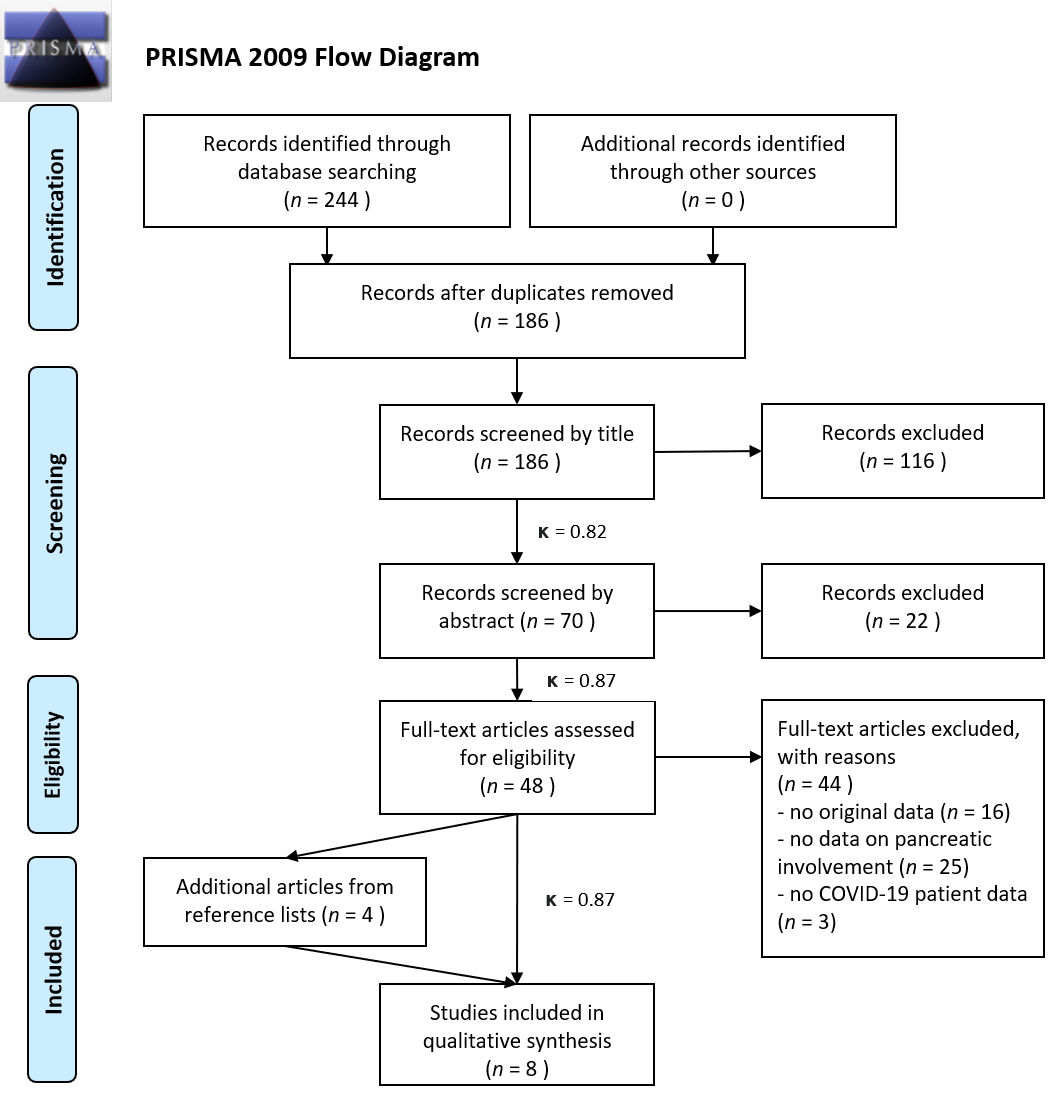 PRISMA
PRISMA 2009 Flow Diagram
Identification
Records identified through
database searching
(n = 244 )
Additional records identified
through other sources
(n = 0 )
Records after duplicates removed
(n = 186 )
Screening
Records screened by title
(n = 186 )
Records excluded
(n = 116 )
κ = 0.82
Records screened by
abstract (n = 70 )
Records excluded
(n = 22 )
κ = 0.87
Eligibility
Full-text articles assessed
for eligibility
(n = 48 )
Full-text articles excluded,
with reasons
(n = 44 )
- no original data (n = 16)
- no data on pancreatic
involvement (n = 25)
- no COVID-19 patient data
(n = 3)
Included
Additional articles from
reference lists (n = 4 )
κ = 0.87
Studies included in
qualitative synthesis
(n = 8 )